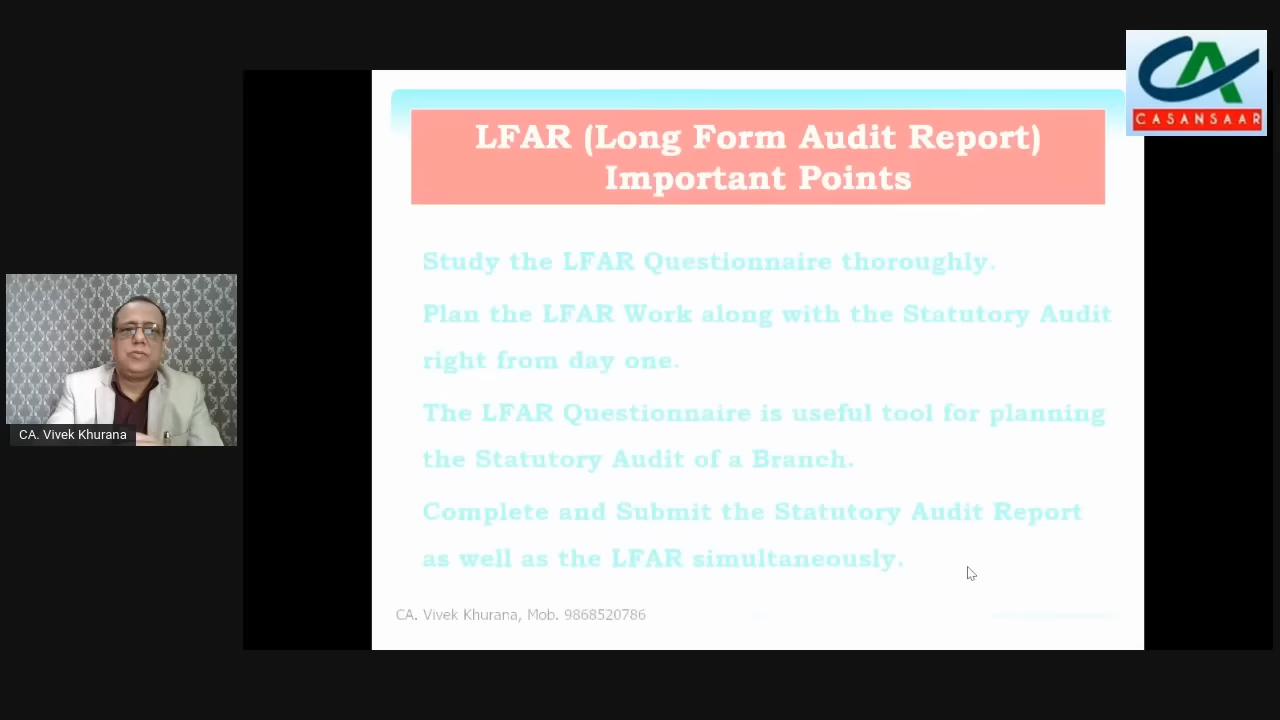 CASANSAAR
LFAR (Long Form Audit Report)
Important Points
Study the LFAR Questionnaire thoroughly.
Plan the LFAR Work along with the Statutory Audit
right from day one.
The LFAR Questionnaire is useful tool for planning
the Statutory Audit of a Branch.
Complete and Submit the Statutory Audit Report
as well as the LFAR simultaneously.
CA. Vivek Khurana, Mob. 9868520786
CA. Vivek Khurana